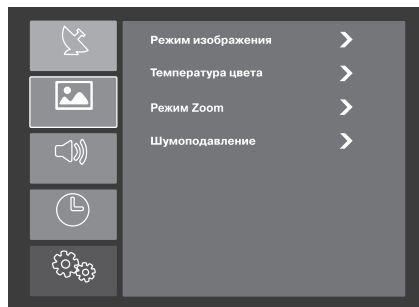 Режим изображения
Температура цвета
Режим Zoom
Шумоподавление